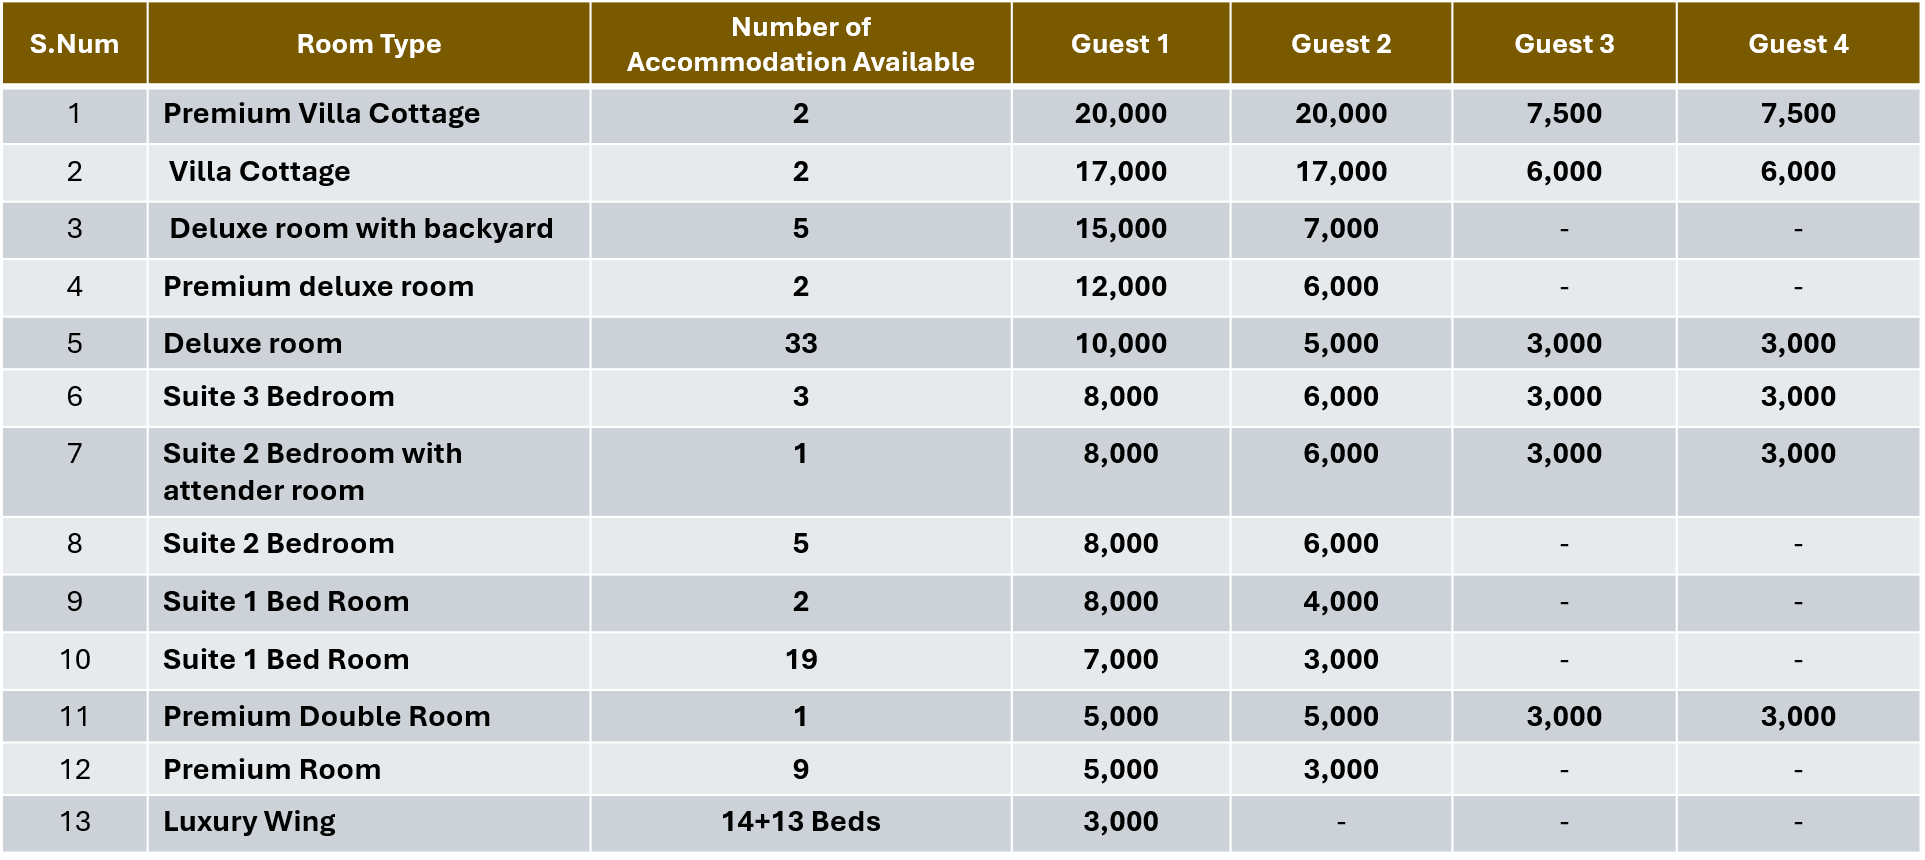 S.Num Room Type Number of Accommodation Available Guest 1 Guest 2 Guest 3 Guest 4
1 Premium Villa Cottage 2 20,000 20,000 7,500 7,500
2 Villa Cottage 2 17,000 17,000 6,000 6,000
3 Deluxe room with backyard 5 15,000 7,000 - -
4 Premium deluxe room 2 12,000 6,000 - -
5 Deluxe room 33 10,000 5,000 3,000 3,000
6 Suite 3 Bedroom 3 8,000 6,000 3,000 3,000
7 Suite 2 Bedroom with attender room 1 8,000 6,000 3,000 3,000
8 Suite 2 Bedroom 5 8,000 6,000 - -
9 Suite 1 Bed Room 2 8,000 4,000 - -
10 Suite 1 Bed Room 19 7,000 3,000 - -
11 Premium Double Room 1 5,000 5,000 3,000 3,000
12 Premium Room 9 5,000 3,000 - -
13 Luxury Wing 14+13 Beds 3,000 - - -